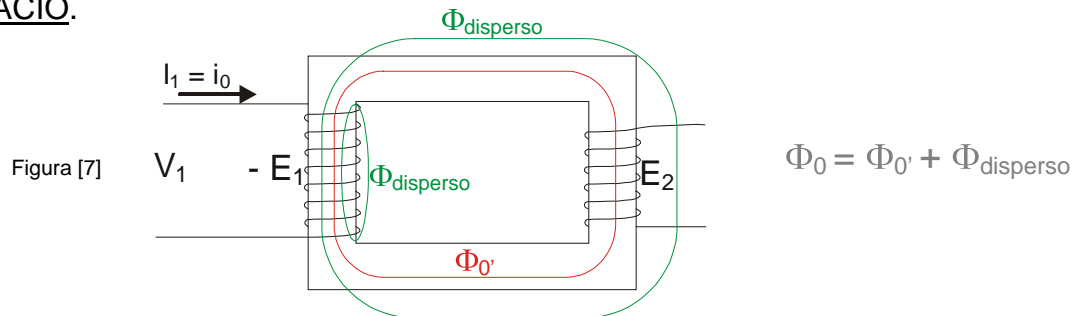 ACIO.
Φdisperso
I1 = i0
Figura [7]
V1
- E1
Φdisperso
E2
Φ0 = Φ0' + Φdisperso
Φ0'